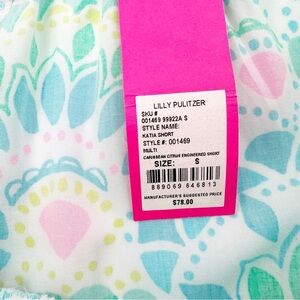 LILLY PULITZER
SKU #
001469 99922A S
STYLE NAME:
KATIA SHORT
STYLE #: 001469
MULTI
CARIBBEAN CITRUS ENGINEERED SHORT
SIZE: S
889069 646813
MANUFACTURER'S SUGGESTED PRICE
$78.00